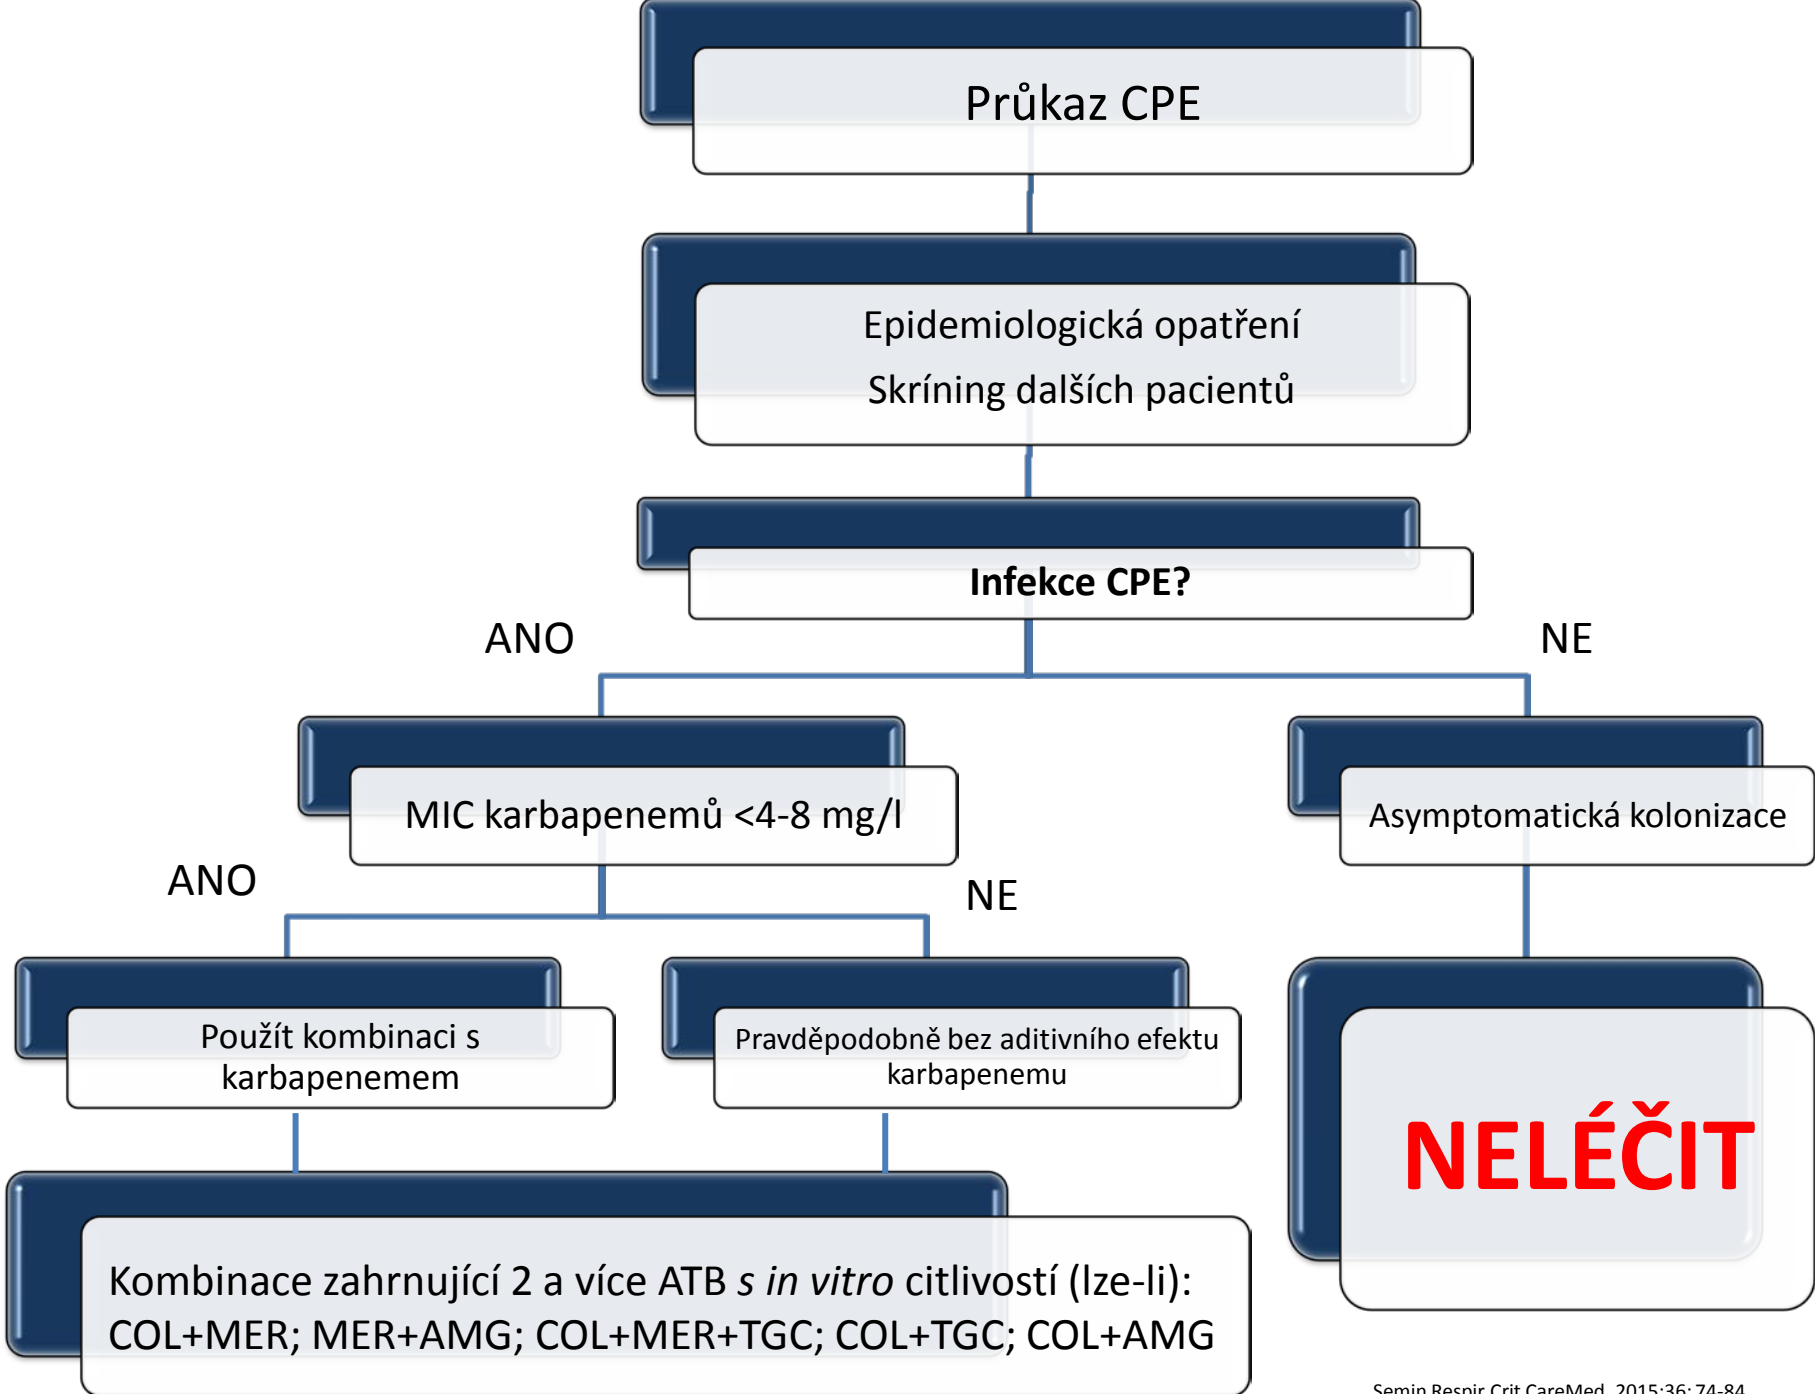 Průkaz CPE
Epidemiologická opatření
Skríning dalších pacientů
Infekce CPE?
ANO
NE
MIC karbapenemů <4-8 mg/l
Asymptomatická kolonizace
ANO
NE
Použít kombinaci s
karbapenemem
Pravděpodobně bez aditivního efektu
karbapenemu
NELÉČIT
Kombinace zahrnující 2 a více ATB s in vitro citlivostí (lze-li):
COL+MER; MER+AMG; COL+MER+TGC; COL+TGC; COL+AMG
Semin Respir Crit CareMed. 2015;36: 74-84